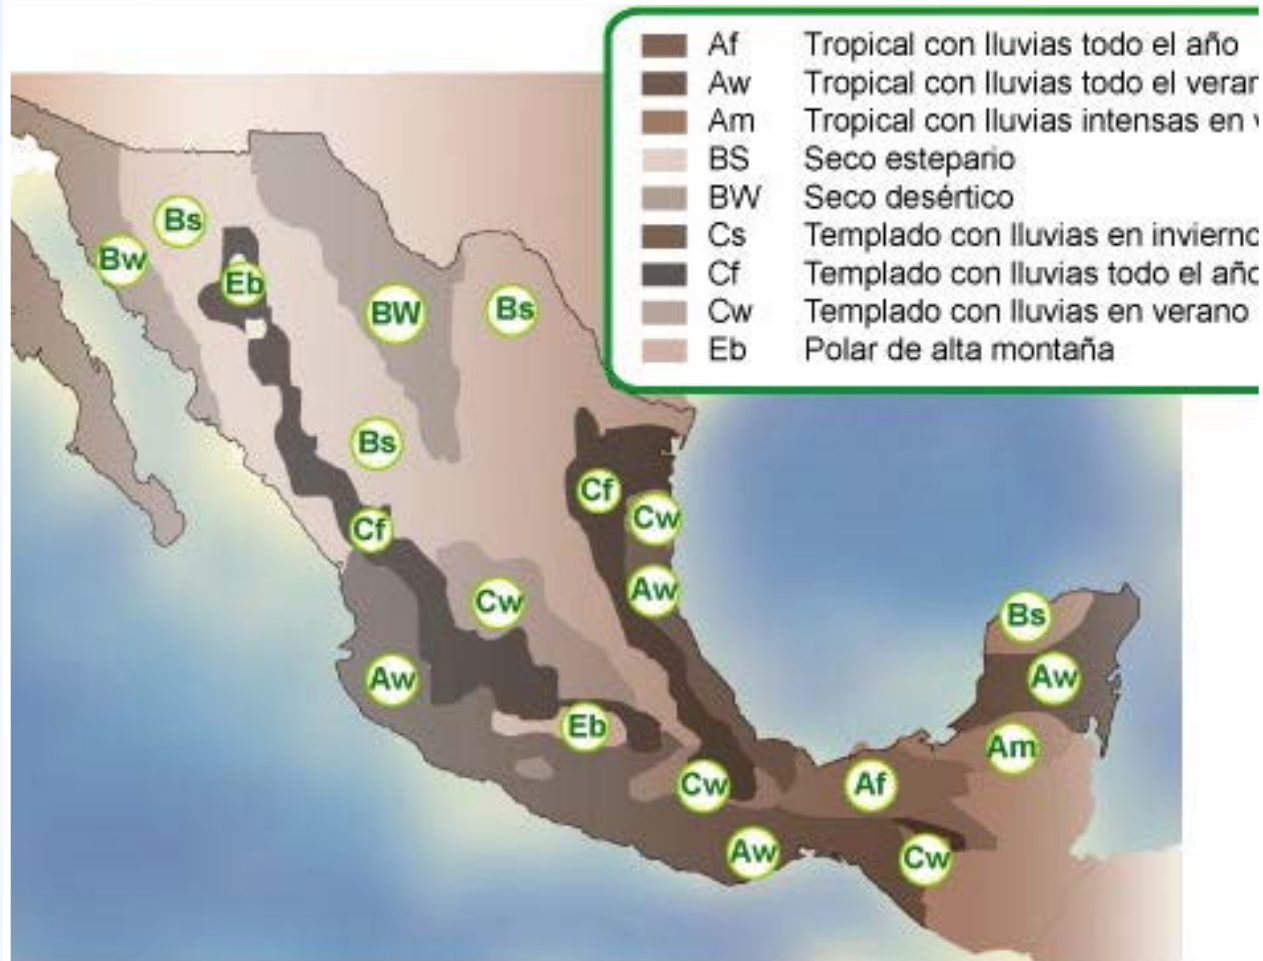 Af Tropical con lluvias todo el año
Aw Tropical con lluvias todo el veran
Am Tropical con lluvias intensas en v
BS Seco estepario
BW Seco desértico
Cs Templado con lluvias en invierno
Cf Templado con lluvias todo el año
Cw Templado con lluvias en verano
Eb Polar de alta montaña
Bs
Bw
Eb
BW
Bs
Bs
Cf
Cw
Cf
Aw
Cw
Bs
Aw
Aw
Eb
Am
Cw
Af
Aw
Cw